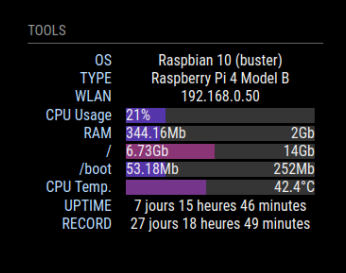 TOOLS
OS Raspbian 10 (buster)
TYPE Raspberry Pi 4 Model B
WLAN 192.168.0.50
CPU Usage 21%
RAM 344.16Mb 2Gb
/ 6.73Gb 14Gb
/boot 53.18Mb 252Mb
CPU Temp. 42.4°C
UPTIME 7 jours 15 heures 46 minutes
RECORD 27 jours 18 heures 49 minutes